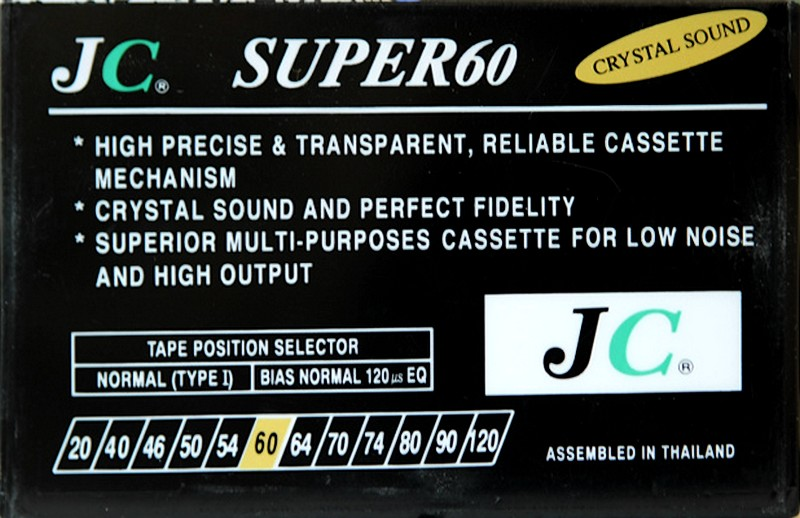 JC® SUPER60 CRYSTAL SOUND
* HIGH PRECISE & TRANSPARENT, RELIABLE CASSETTE
MECHANISM
* CRYSTAL SOUND AND PERFECT FIDELITY
* SUPERIOR MULTI-PURPOSES CASSETTE FOR LOW NOISE
AND HIGH OUTPUT
JC®
TAPE POSITION SELECTOR
NORMAL (TYPE I) BIAS NORMAL 120 µs EQ
20 40 46 50 54 60 64 70 74 80 90 120
ASSEMBLED IN THAILAND